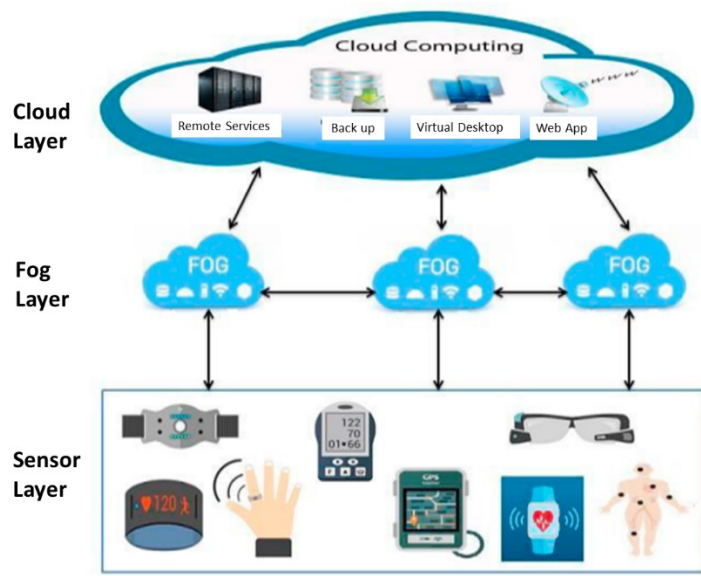 Cloud Computing
Cloud
Layer
Remote Services
Back up
Virtual Desktop
Web App
www
Fog
Layer
FOG
FOG
FOG
Sensor
Layer
122
70
01♥66
120
GPS